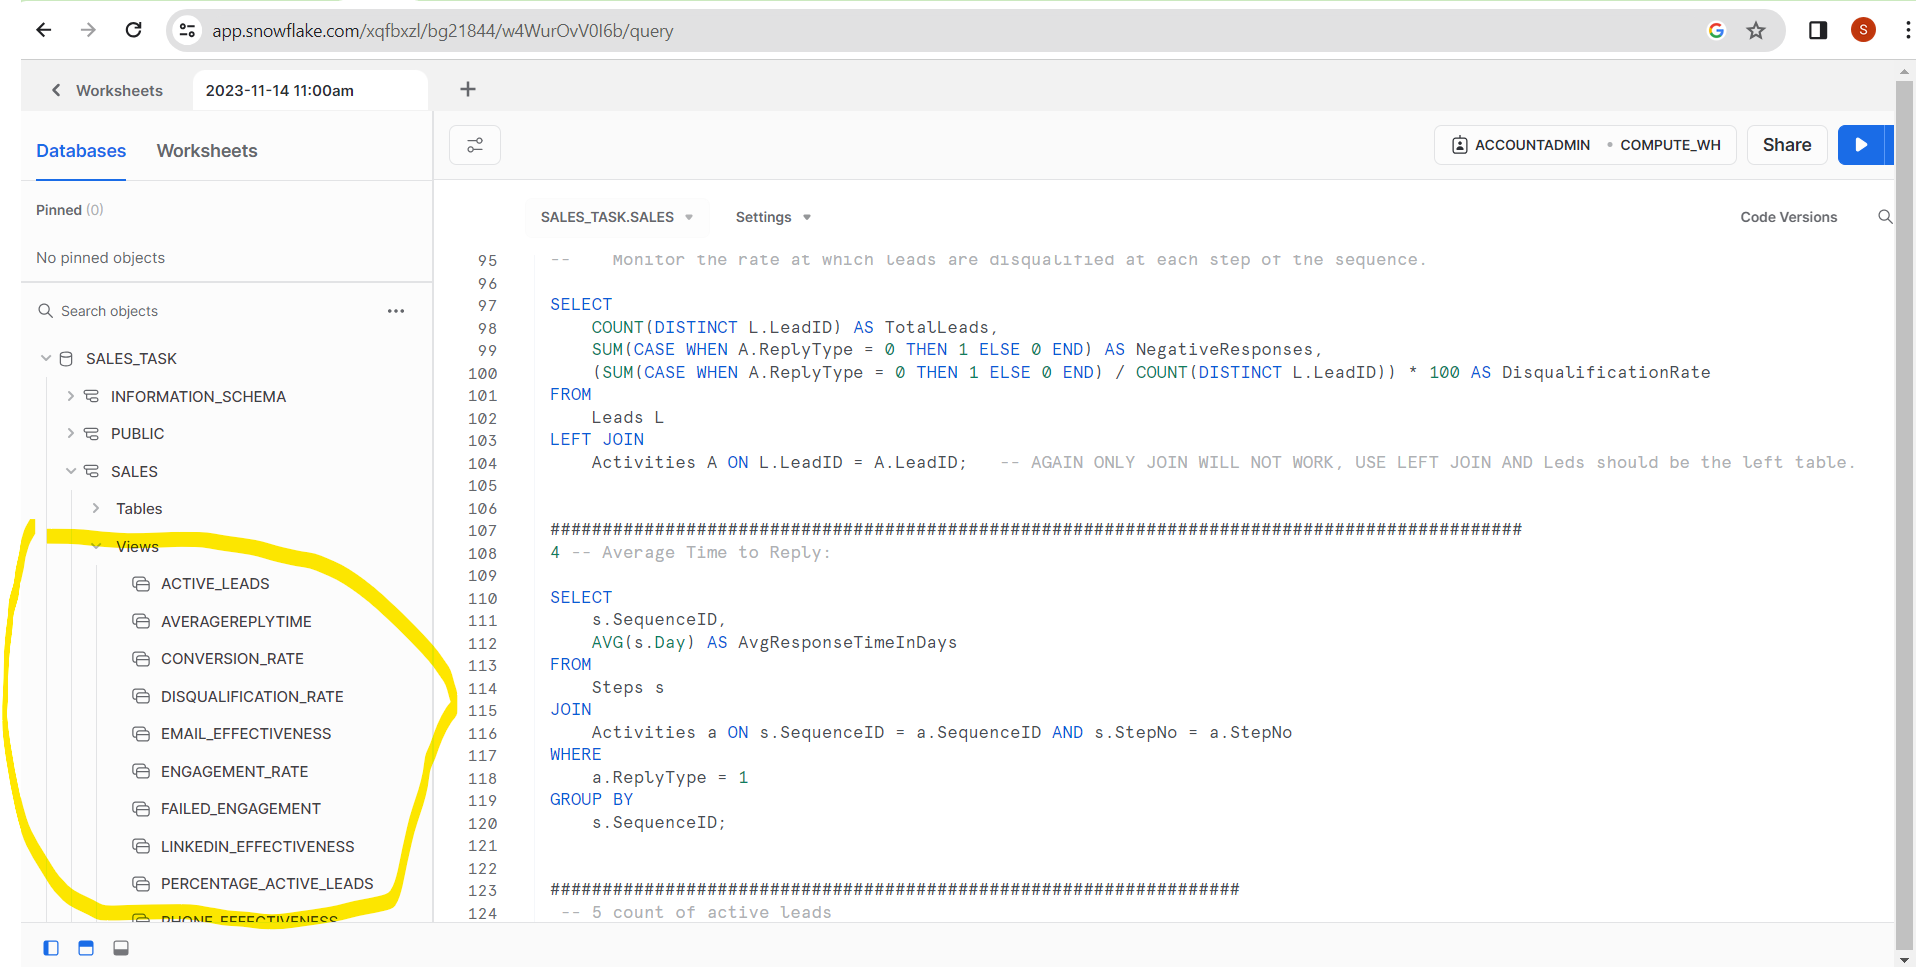 app.snowflake.com/xqfbxzl/bg21844/w4WurOvV0I6b/query
S
Worksheets
2023-11-14 11:00am
Databases
Worksheets
ACCOUNTADMIN
COMPUTE_WH
Share
Pinned (0)
No pinned objects
Search objects
SALES_TASK
INFORMATION_SCHEMA
PUBLIC
SALES
Tables
Views
ACTIVE_LEADS
AVERAGEREPLYTIME
CONVERSION_RATE
DISQUALIFICATION_RATE
EMAIL_EFFECTIVENESS
ENGAGEMENT_RATE
FAILED_ENGAGEMENT
LINKEDIN_EFFECTIVENESS
PERCENTAGE_ACTIVE_LEADS
PHONE_EFFECTIVENESS
SALES_TASK.SALES
Settings
Code Versions
95 -- Monitor the rate at which leads are disqualified at each step of the sequence.
96
97 SELECT
98 COUNT(DISTINCT L.LeadID) AS TotalLeads,
99 SUM(CASE WHEN A.ReplyType = 0 THEN 1 ELSE 0 END) AS NegativeResponses,
100 (SUM(CASE WHEN A.ReplyType = 0 THEN 1 ELSE 0 END) / COUNT(DISTINCT L.LeadID)) * 100 AS DisqualificationRate
101 FROM
102 Leads L
103 LEFT JOIN
104 Activities A ON L.LeadID = A.LeadID; -- AGAIN ONLY JOIN WILL NOT WORK, USE LEFT JOIN AND Leds should be the left table.
105
106
107 #############################################################################################
108 4 -- Average Time to Reply:
109
110 SELECT
111 s.SequenceID,
112 AVG(s.Day) AS AvgResponseTimeInDays
113 FROM
114 Steps s
115 JOIN
116 Activities a ON s.SequenceID = a.SequenceID AND s.StepNo = a.StepNo
117 WHERE
118 a.ReplyType = 1
119 GROUP BY
120 s.SequenceID;
121
122
123 ##################################################################
124 -- 5 count of active leads